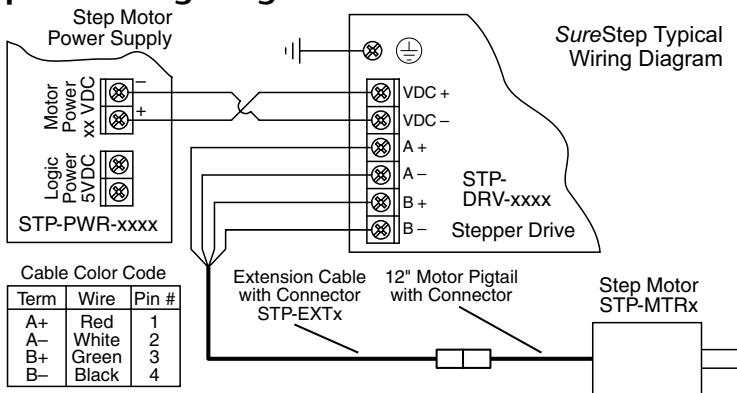 Step Motor
Power Supply
SureStep Typical
Wiring Diagram
Motor
Power
xx VDC
–
+
Logic
Power
5VDC
STP-PWR-xxxx
VDC +
VDC –
A +
A –
B +
B –
STP-
DRV-xxxx
Stepper Drive
Cable Color Code
Term Wire Pin #
A+ Red 1
A– White 2
B+ Green 3
B– Black 4
Extension Cable
with Connector
STP-EXTx
12" Motor Pigtail
with Connector
Step Motor
STP-MTRx